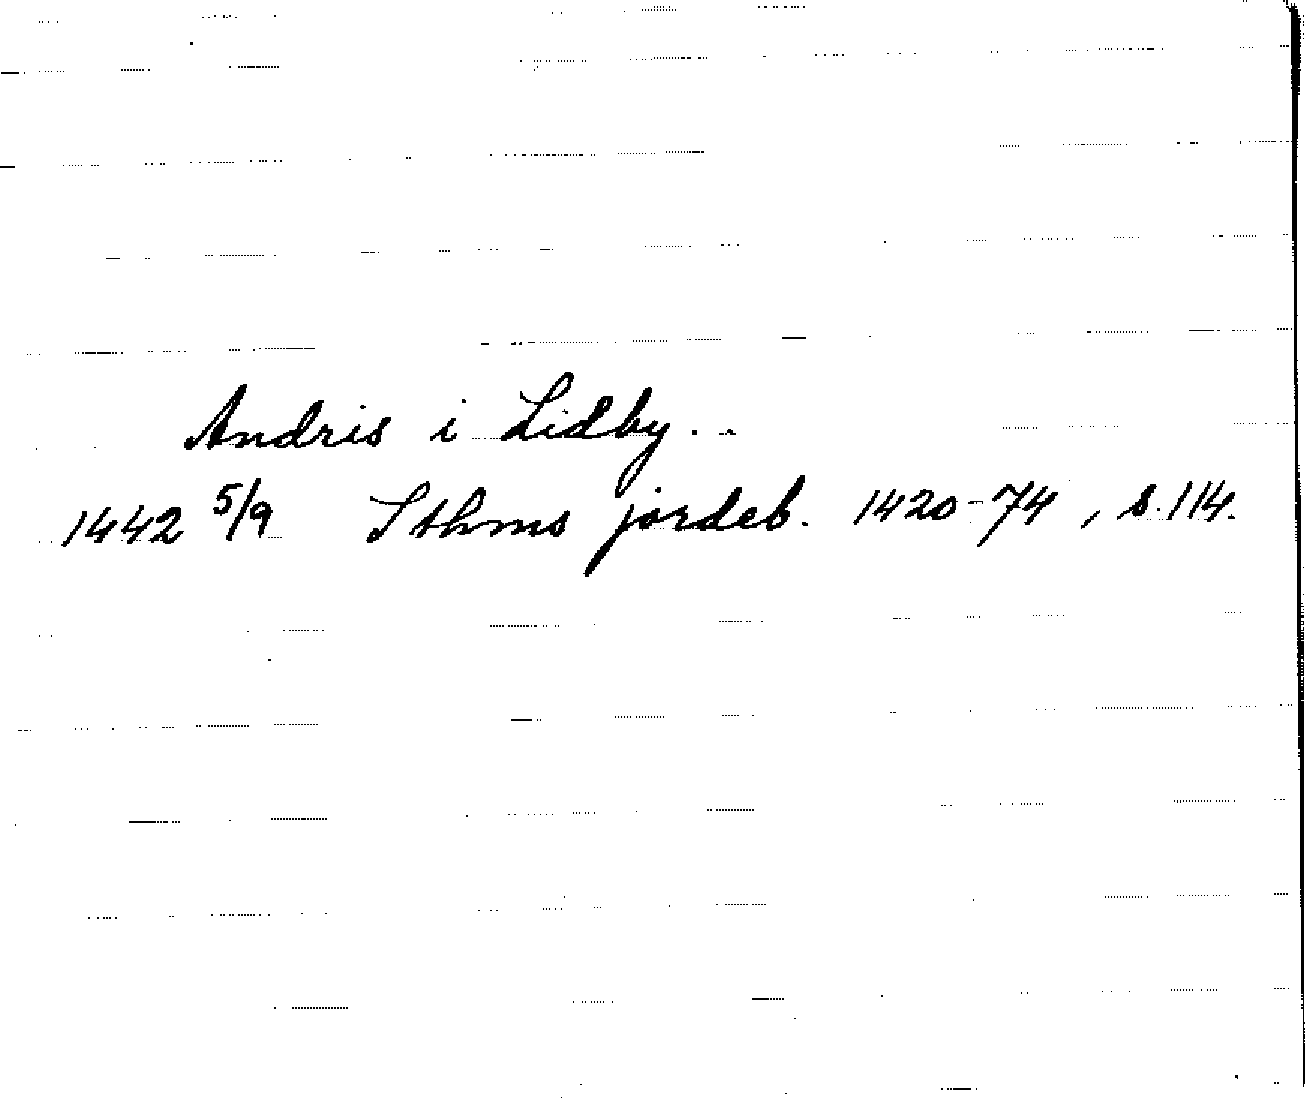 Andris i Lidby.
1442 5/9 Sthms jordeb. 1420-74, s. 114.